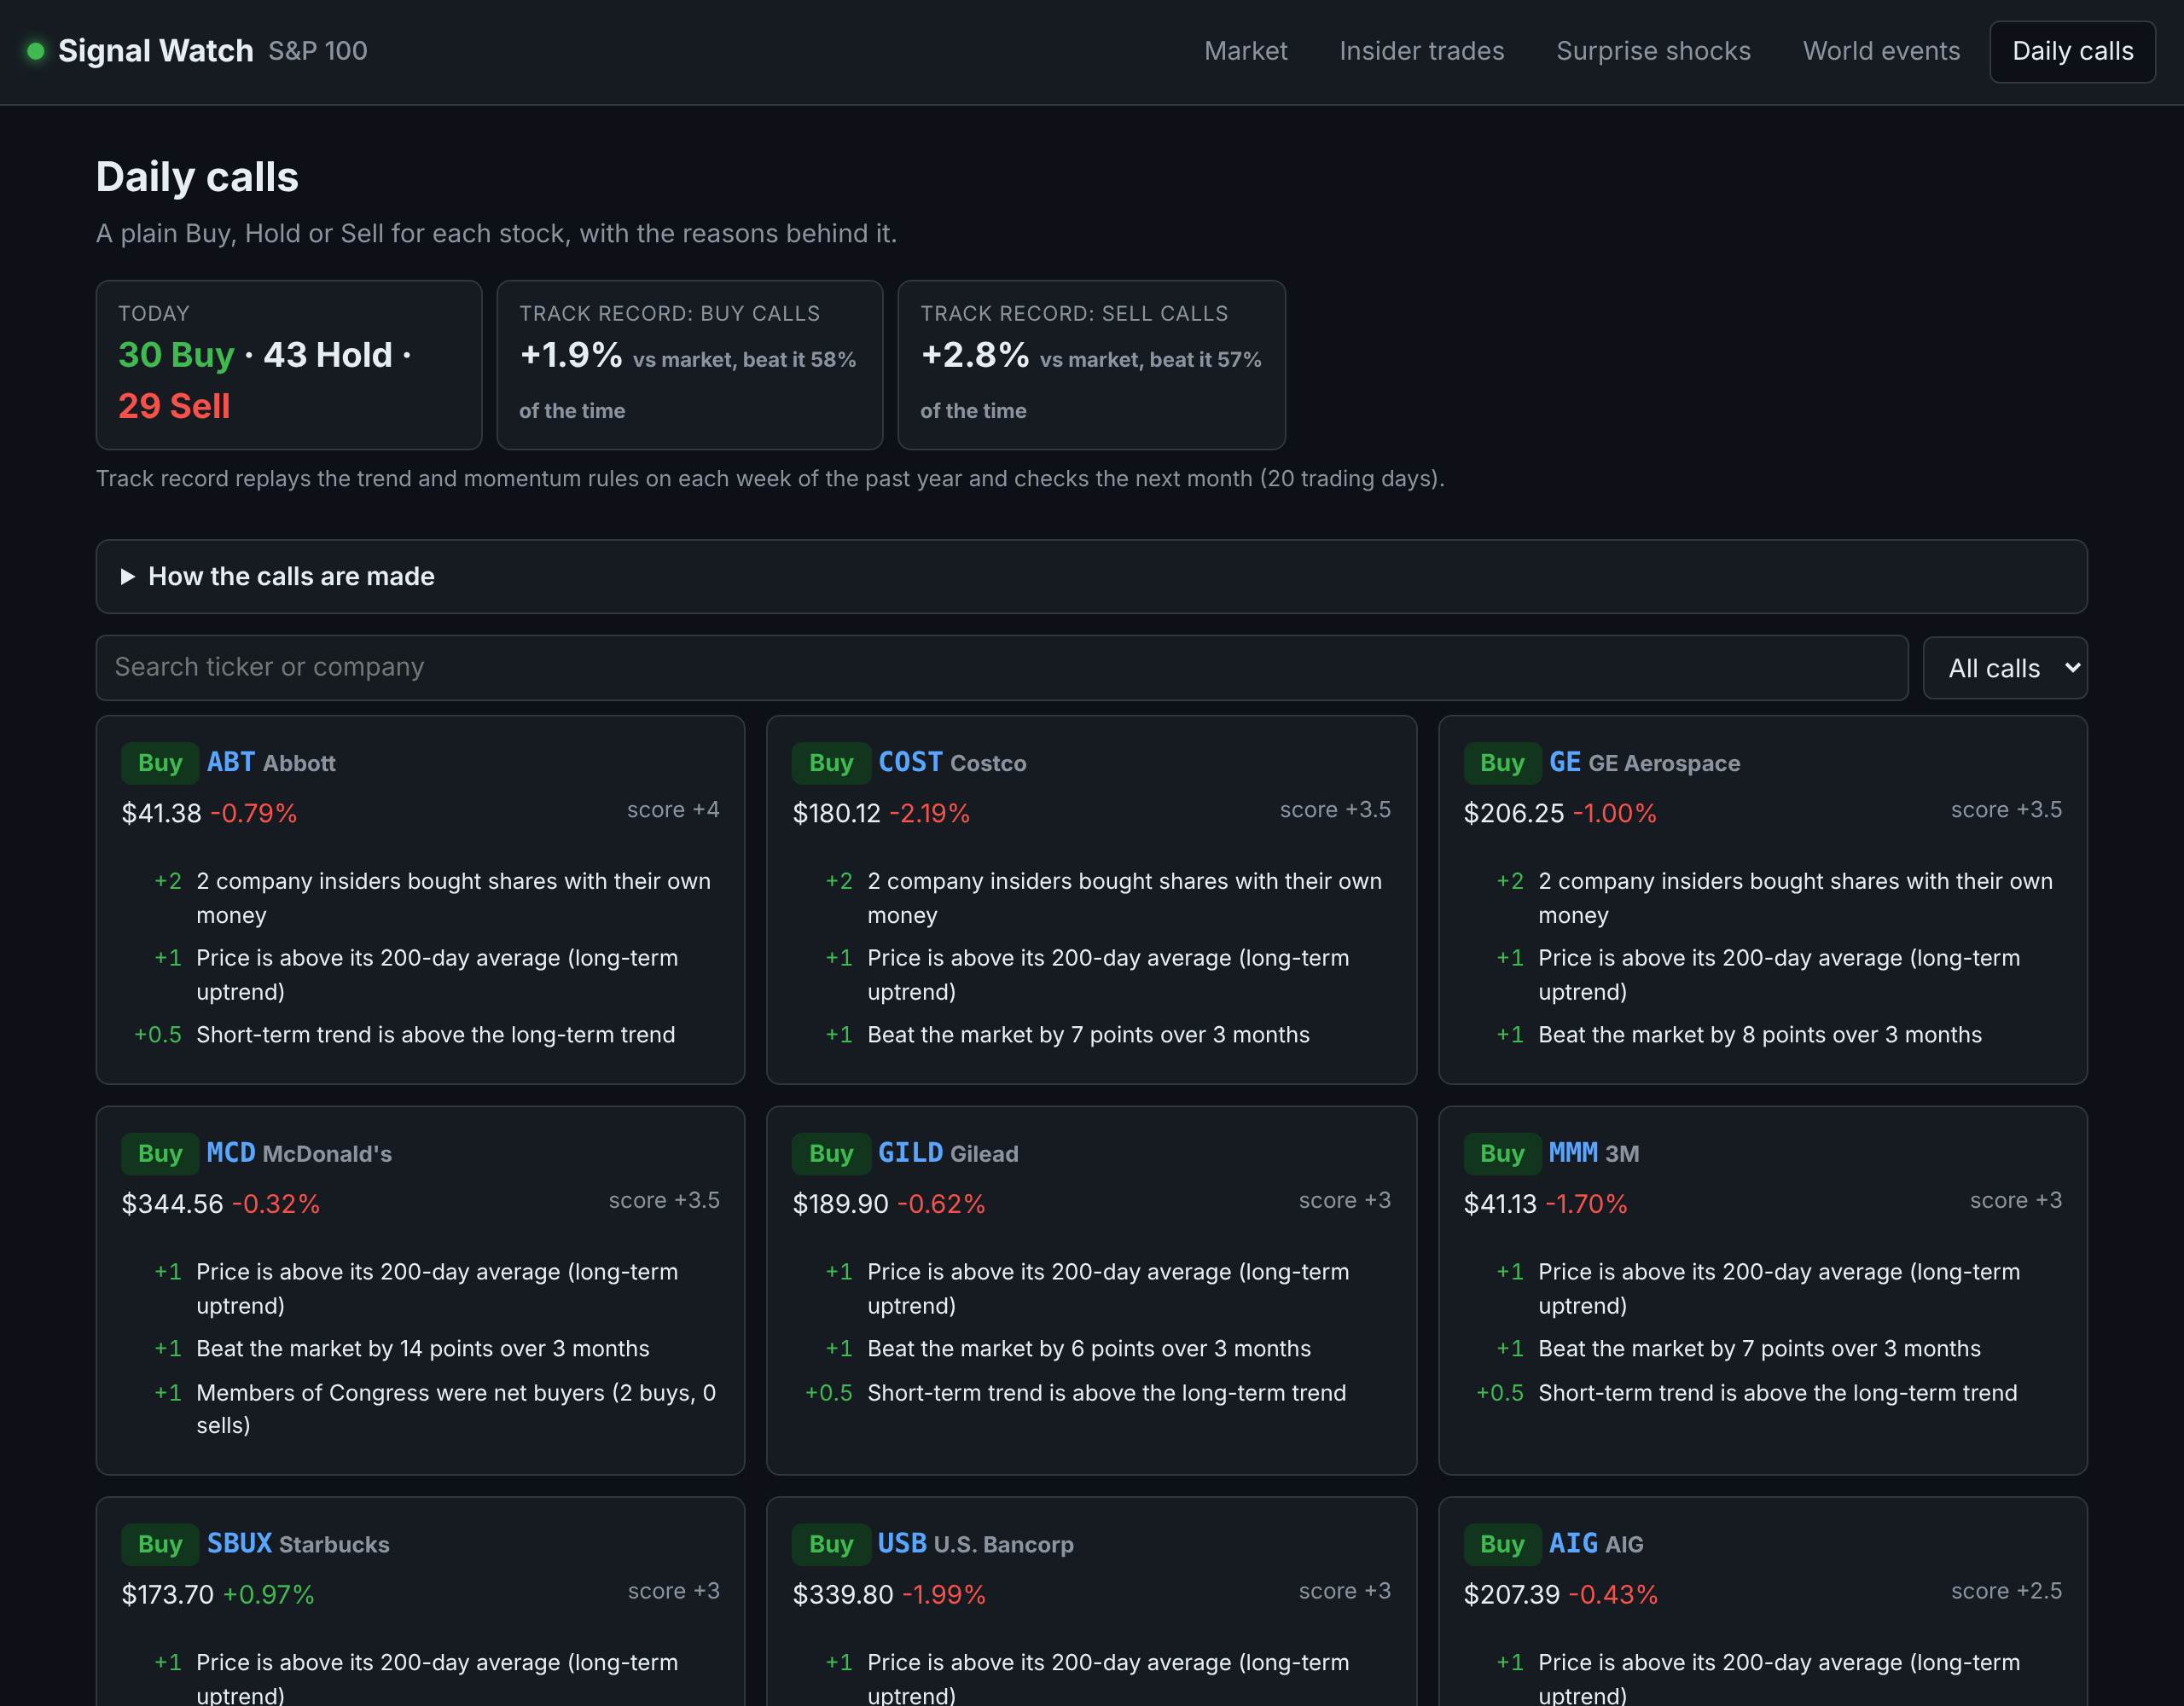 Signal Watch S&P 100
Market
Insider trades
Surprise shocks
World events
Daily calls
Daily calls
A plain Buy, Hold or Sell for each stock, with the reasons behind it.
TODAY
30 Buy · 43 Hold ·
29 Sell
TRACK RECORD: BUY CALLS
+1.9% vs market, beat it 58%
of the time
TRACK RECORD: SELL CALLS
+2.8% vs market, beat it 57%
of the time
Track record replays the trend and momentum rules on each week of the past year and checks the next month (20 trading days).
How the calls are made
Search ticker or company
All calls
Buy ABT Abbott
$41.38 -0.79% score +4
+2 2 company insiders bought shares with their own
money
+1 Price is above its 200-day average (long-term
uptrend)
+0.5 Short-term trend is above the long-term trend
Buy COST Costco
$180.12 -2.19% score +3.5
+2 2 company insiders bought shares with their own
money
+1 Price is above its 200-day average (long-term
uptrend)
+1 Beat the market by 7 points over 3 months
Buy GE GE Aerospace
$206.25 -1.00% score +3.5
+2 2 company insiders bought shares with their own
money
+1 Price is above its 200-day average (long-term
uptrend)
+1 Beat the market by 8 points over 3 months
Buy MCD McDonald's
$344.56 -0.32% score +3.5
+1 Price is above its 200-day average (long-term
uptrend)
+1 Beat the market by 14 points over 3 months
+1 Members of Congress were net buyers (2 buys, 0
sells)
Buy GILD Gilead
$189.90 -0.62% score +3
+1 Price is above its 200-day average (long-term
uptrend)
+1 Beat the market by 6 points over 3 months
+0.5 Short-term trend is above the long-term trend
Buy MMM 3M
$41.13 -1.70% score +3
+1 Price is above its 200-day average (long-term
uptrend)
+1 Beat the market by 7 points over 3 months
+0.5 Short-term trend is above the long-term trend
Buy SBUX Starbucks
$173.70 +0.97% score +3
+1 Price is above its 200-day average (long-term
uptrend)
Buy USB U.S. Bancorp
$339.80 -1.99% score +3
+1 Price is above its 200-day average (long-term
uptrend)
Buy AIG AIG
$207.39 -0.43% score +2.5
+1 Price is above its 200-day average (long-term
uptrend)